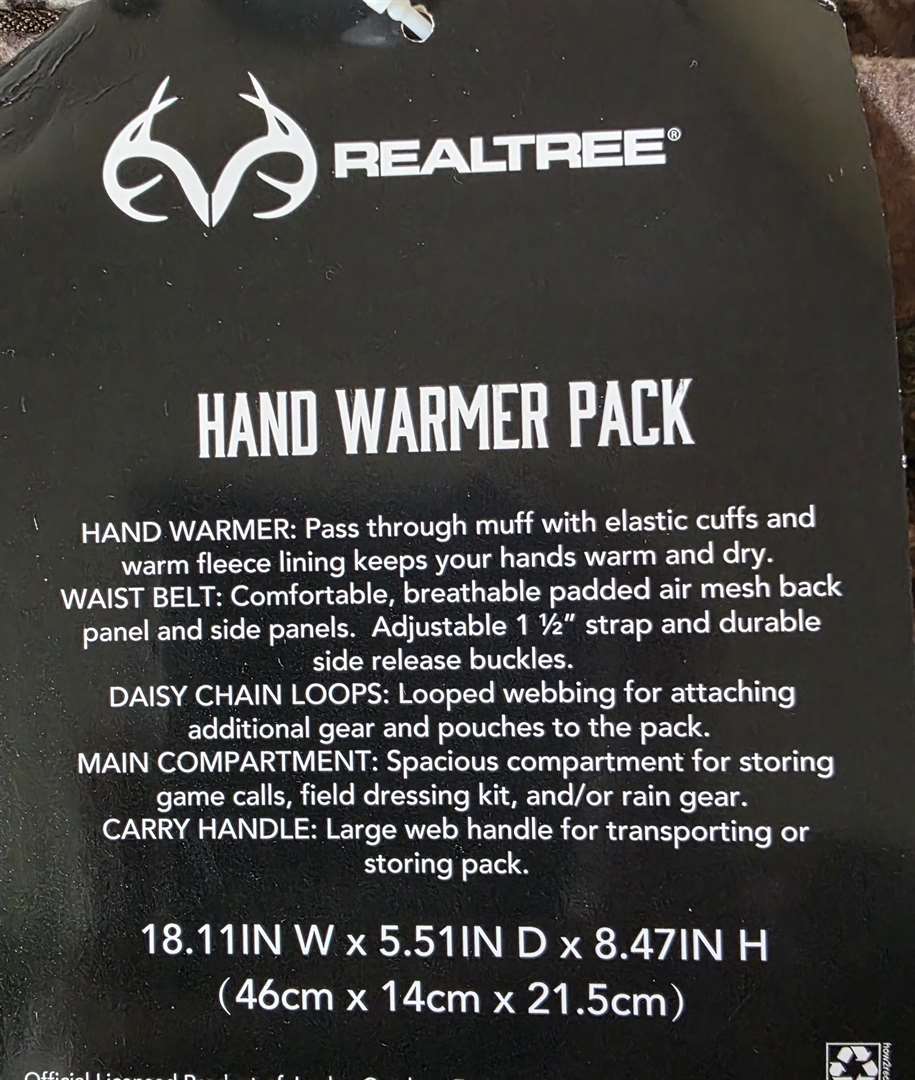 REALTREE®
HAND WARMER PACK
HAND WARMER: Pass through muff with elastic cuffs and
warm fleece lining keeps your hands warm and dry.
WAIST BELT: Comfortable, breathable padded air mesh back
panel and side panels. Adjustable 1 ½” strap and durable
side release buckles.
DAISY CHAIN LOOPS: Looped webbing for attaching
additional gear and pouches to the pack.
MAIN COMPARTMENT: Spacious compartment for storing
game calls, field dressing kit, and/or rain gear.
CARRY HANDLE: Large web handle for transporting or
storing pack.
18.11IN W x 5.51IN D x 8.47IN H
(46cm x 14cm x 21.5cm)